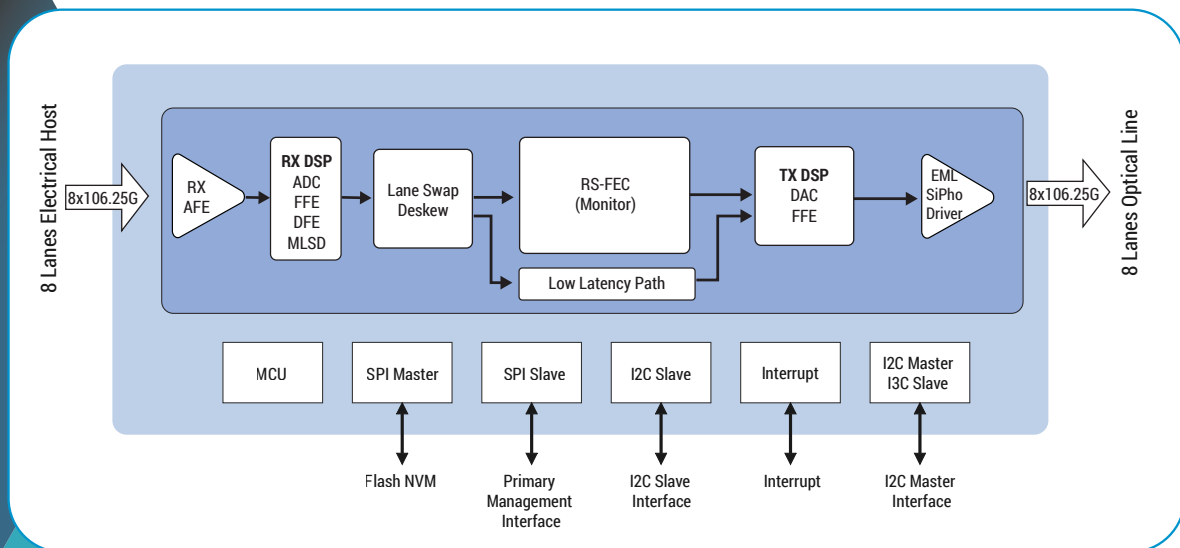 8 Lanes Electrical Host
8x106.25G
RX
AFE
RX DSP
ADC
FFE
DFE
MLSD
Lane Swap
Deskew
RS-FEC
(Monitor)
Low Latency Path
TX DSP
DAC
FFE
EML
SiPho
Driver
8x106.25G
8 Lanes Optical Line
MCU
SPI Master
SPI Slave
I2C Slave
Interrupt
I2C Master
I3C Slave
Flash NVM
Primary
Management
Interface
I2C Slave
Interface
Interrupt
I2C Master
Interface